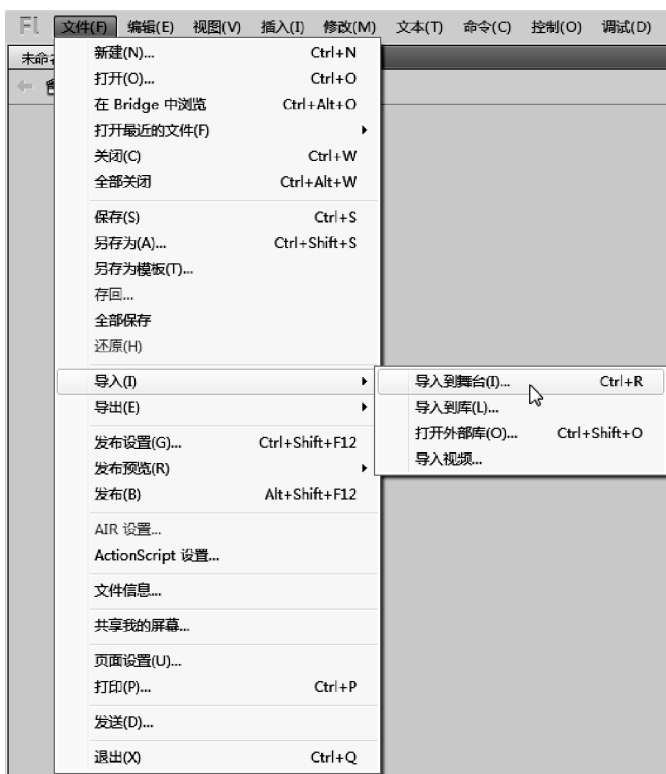 Fl 文件(F) 编辑(E) 视图(V) 插入(I) 修改(M) 文本(T) 命令(C) 控制(O) 调试(D)
新建(N)... Ctrl+N
打开(O)... Ctrl+O
在 Bridge 中浏览 Ctrl+Alt+O
打开最近的文件(F)
关闭(C) Ctrl+W
全部关闭 Ctrl+Alt+W
保存(S) Ctrl+S
另存为(A)... Ctrl+Shift+S
另存为模板(T)...
存回...
全部保存
还原(H)
导入(I)
导出(E)
发布设置(G)... Ctrl+Shift+F12
发布预览(R)
发布(B) Alt+Shift+F12
AIR 设置...
ActionScript 设置...
文件信息...
共享我的屏幕...
页面设置(U)...
打印(P)... Ctrl+P
发送(D)...
退出(X) Ctrl+Q
导入到舞台(I)... Ctrl+R
导入到库(L)...
打开外部库(O)... Ctrl+Shift+O
导入视频...